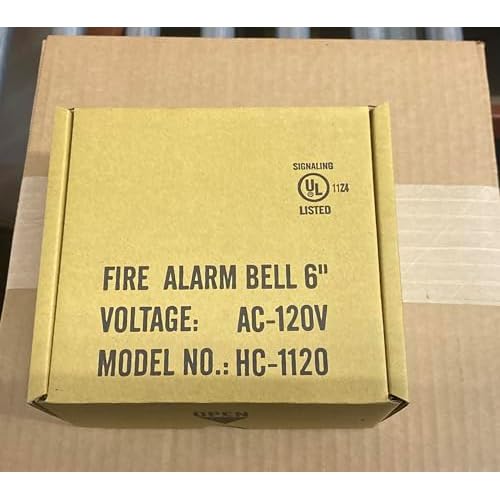 SIGNALING
UL 11Z4
LISTED
FIRE ALARM BELL 6"
VOLTAGE: AC-120V
MODEL NO.: HC-1120
OPEN